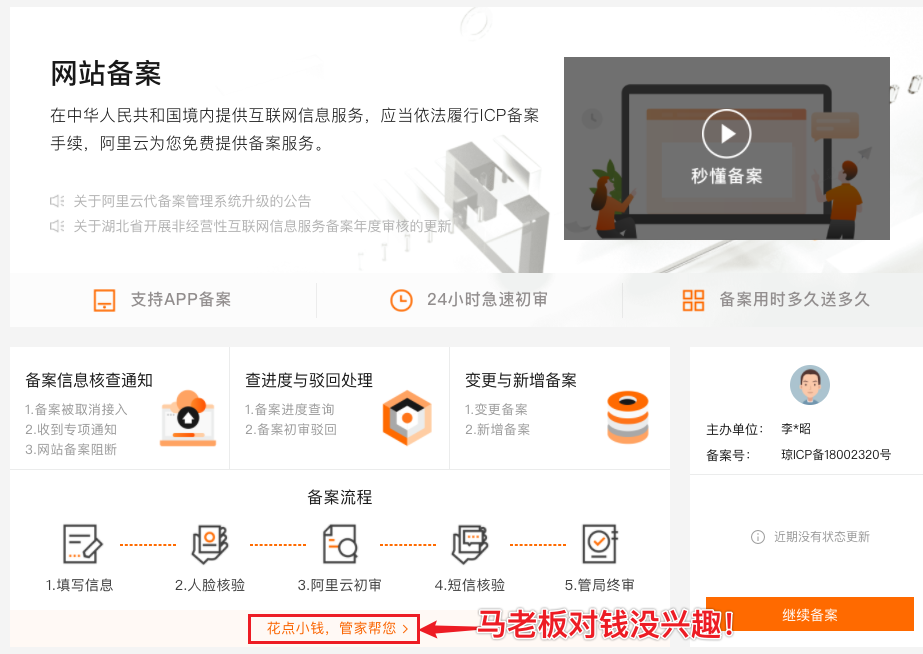 网站备案
在中华人民共和国境内提供互联网信息服务，应当依法履行ICP备案
手续，阿里云为您免费提供备案服务。
关于阿里云代备案管理系统升级的公告
关于湖北省开展非经营性互联网信息服务备案年度审核的更新
秒懂备案
支持APP备案
24小时急速初审
备案用时多久送多久
备案信息核查通知
1.备案被取消接入
2.收到专项通知
3.网站备案阻断
查进度与驳回处理
1.备案进度查询
2.备案初审驳回
变更与新增备案
1.变更备案
2.新增备案
主办单位： 李*昭
备案号： 琼ICP备18002320号
近期没有状态更新
继续备案
备案流程
1.填写信息
2.人脸核验
3.阿里云初审
4.短信核验
5.管局终审
花点小钱，管家帮您 >
马老板对钱没兴趣！